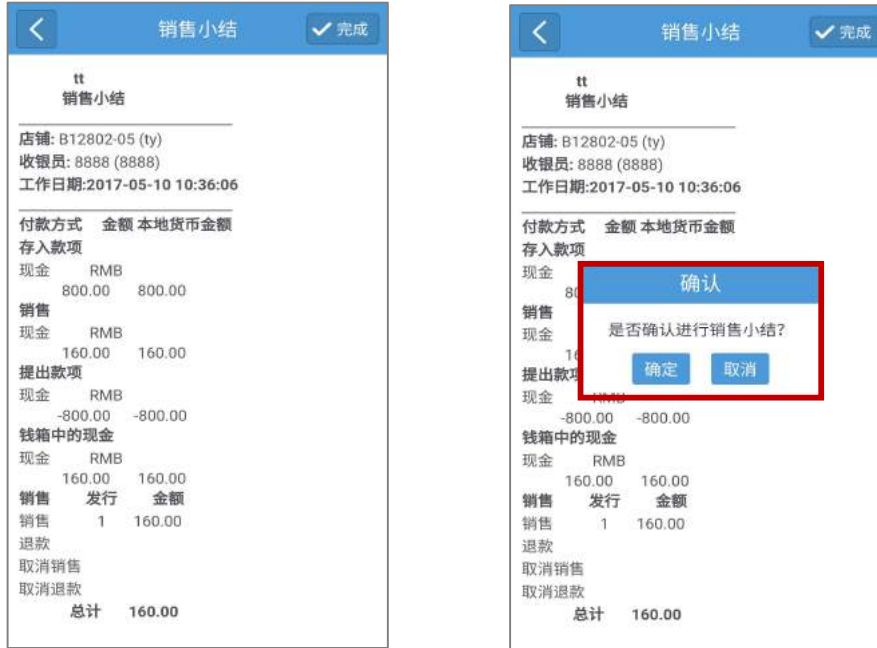 销售小结
完成
tt
销售小结
店铺: B12802-05 (ty)
收银员: 8888 (8888)
工作日期:2017-05-10 10:36:06
付款方式 金额 本地货币金额
存入款项
现金 RMB
800.00 800.00
销售
现金 RMB
160.00 160.00
提出款项
现金 RMB
-800.00 -800.00
钱箱中的现金
现金 RMB
160.00 160.00
销售 发行 金额
销售 1 160.00
退款
取消销售
取消退款
总计 160.00
销售小结
完成
tt
销售小结
店铺: B12802-05 (ty)
收银员: 8888 (8888)
工作日期:2017-05-10 10:36:06
付款方式 金额 本地货币金额
存入款项
现金
80
销售
现金
16
提出款项
现金
-800.00 -800.00
钱箱中的现金
现金 RMB
160.00 160.00
销售 发行 金额
销售 1 160.00
退款
取消销售
取消退款
总计 160.00
确认
是否确认进行销售小结?
确定 取消